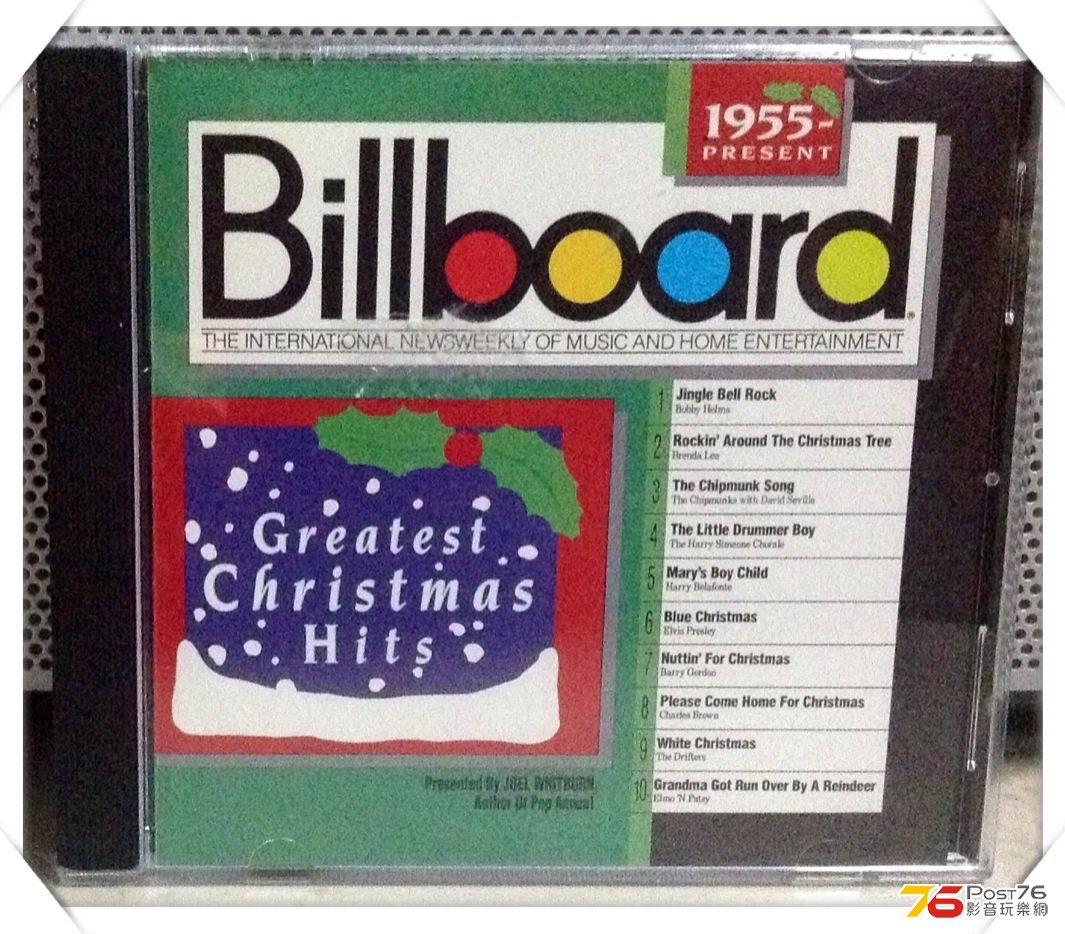 1955-
PRESENT
Billboard®
THE INTERNATIONAL NEWSWEEKLY OF MUSIC AND HOME ENTERTAINMENT
Greatest
Christmas
Hits
1 Jingle Bell Rock
Bobby Helms
2 Rockin' Around The Christmas Tree
Brenda Lee
3 The Chipmunk Song
The Chipmunks with David Seville
4 The Little Drummer Boy
The Harry Simeone Chorale
5 Mary's Boy Child
Harry Belafonte
6 Blue Christmas
Elvis Presley
7 Nuttin' For Christmas
Barry Gordon
8 Please Come Home For Christmas
Charles Brown
9 White Christmas
The Drifters
10 Grandma Got Run Over By A Reindeer
Elmo 'N Patsy
Presented By JOEL WHITBURN
Author Of Pop Annual
76 POST76
影音玩樂網